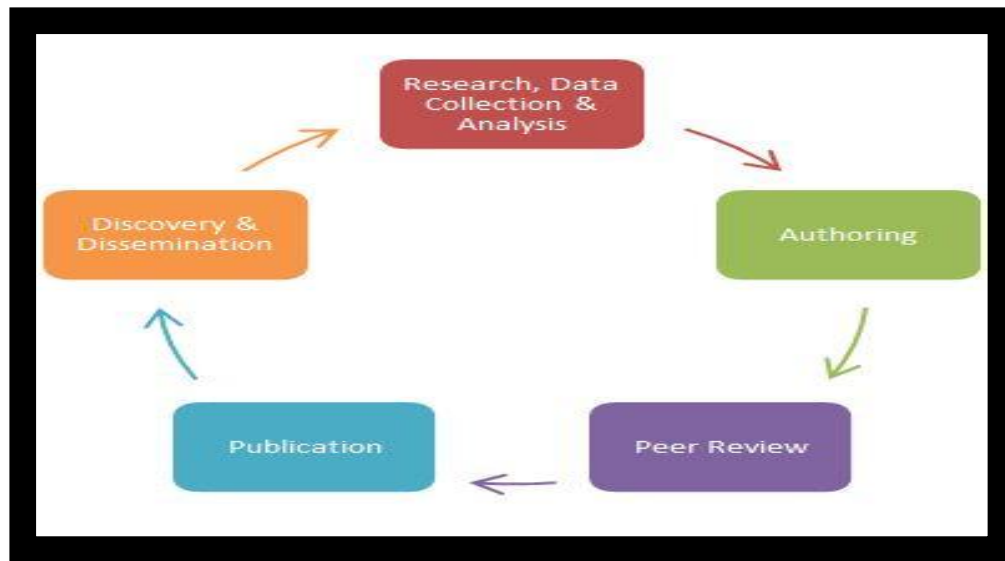 Research, Data
Collection &
Analysis
Authoring
Peer Review
Publication
Discovery &
Dissemination